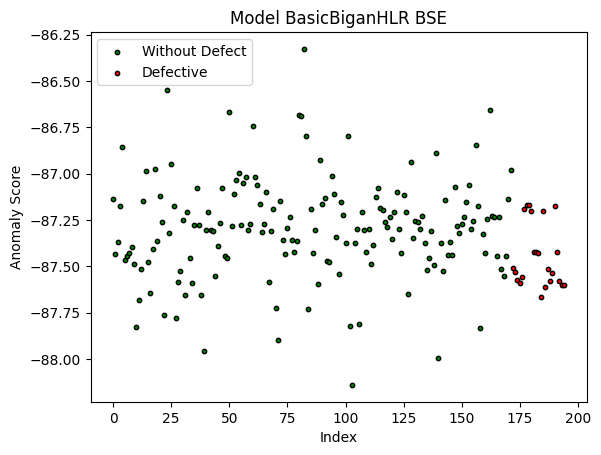 Model BasicBiganHLR BSE
Without Defect
Defective
Anomaly Score
−86.25
−86.50
−86.75
−87.00
−87.25
−87.50
−87.75
−88.00
0 25 50 75 100 125 150 175 200
Index